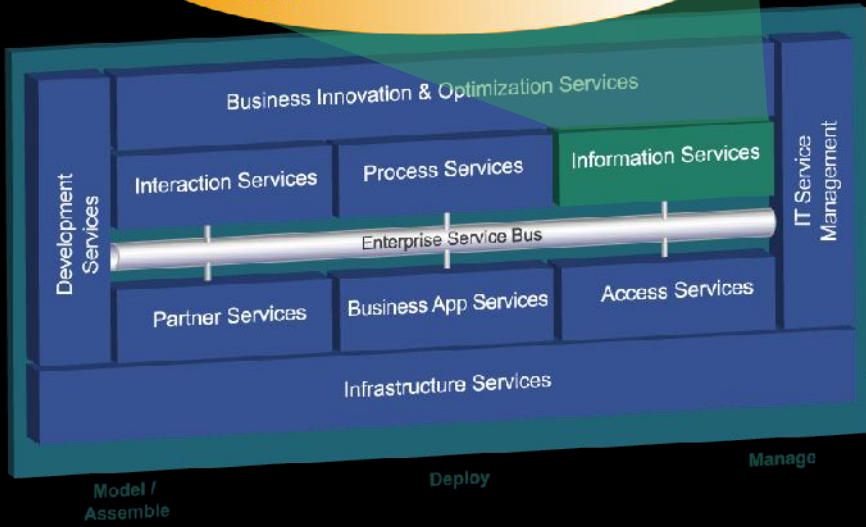 Business Innovation & Optimization Services
Development
Services
Interaction Services
Process Services
Information Services
IT Service
Management
Enterprise Service Bus
Partner Services
Business App Services
Access Services
Infrastructure Services
Model /
Assemble
Deploy
Manage